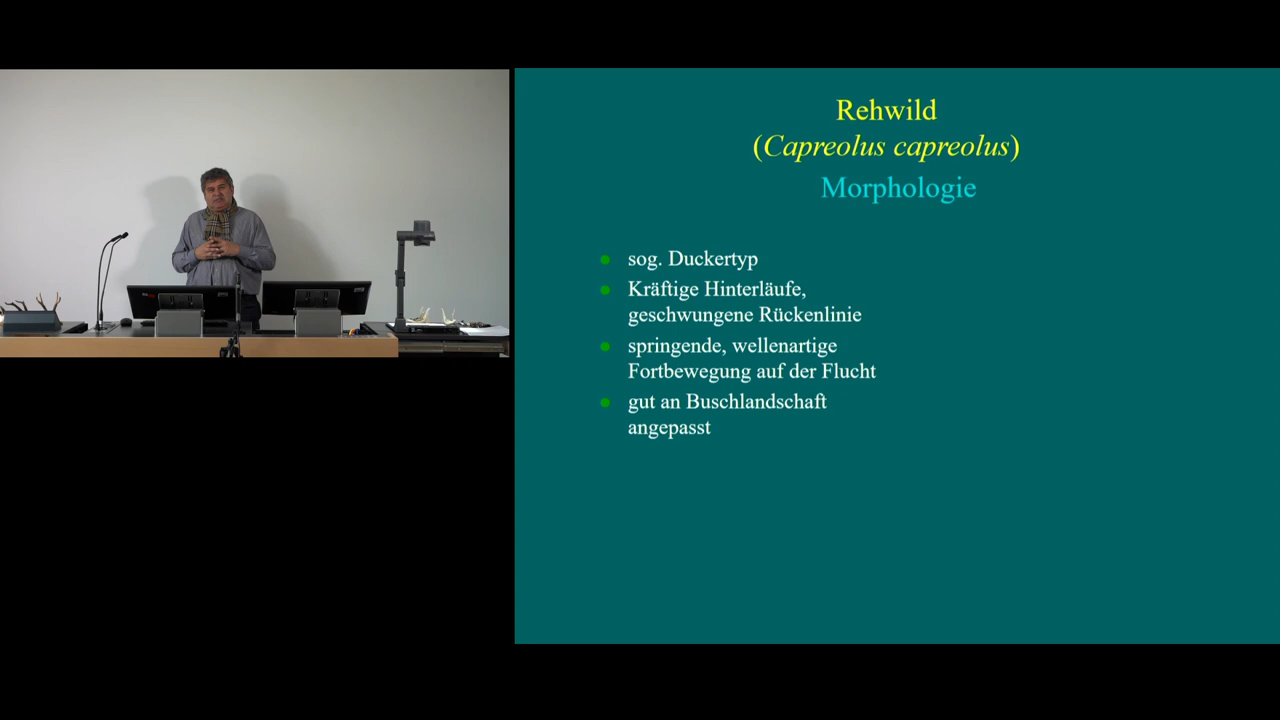 Rehwild
(Capreolus capreolus)
Morphologie
sog. Duckertyp
Kräftige Hinterläufe,
geschwungene Rückenlinie
springende, wellenartige
Fortbewegung auf der Flucht
gut an Buschlandschaft
angepasst